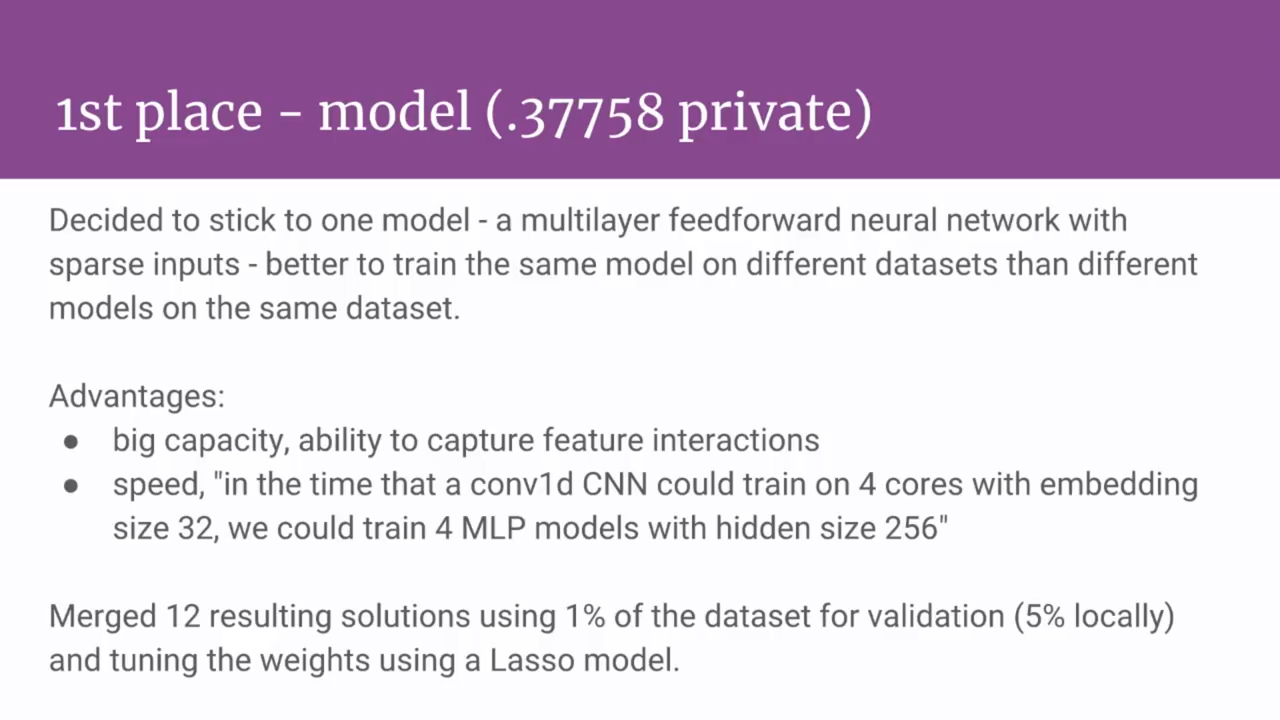 1st place - model (.37758 private)
Decided to stick to one model - a multilayer feedforward neural network with
sparse inputs - better to train the same model on different datasets than different
models on the same dataset.
Advantages:
● big capacity, ability to capture feature interactions
● speed, "in the time that a conv1d CNN could train on 4 cores with embedding
size 32, we could train 4 MLP models with hidden size 256"
Merged 12 resulting solutions using 1% of the dataset for validation (5% locally)
and tuning the weights using a Lasso model.